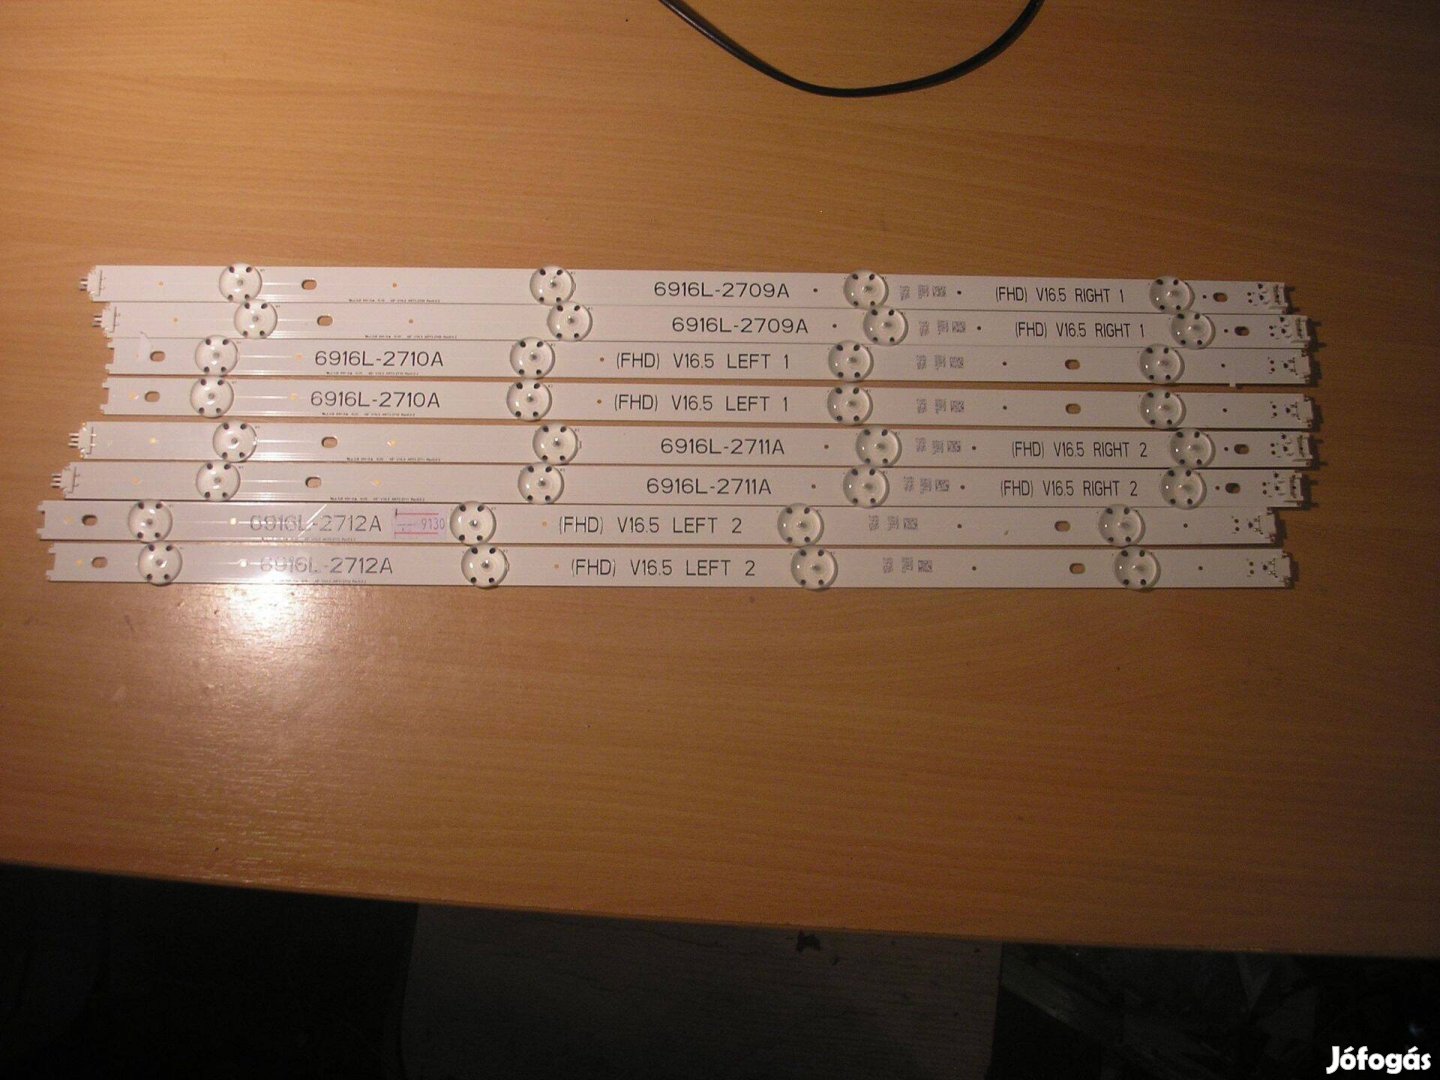 6916L-2709A (FHD) V16.5 RIGHT 1
6916L-2709A (FHD) V16.5 RIGHT 1
6916L-2710A (FHD) V16.5 LEFT 1
6916L-2710A (FHD) V16.5 LEFT 1
6916L-2711A (FHD) V16.5 RIGHT 2
6916L-2711A (FHD) V16.5 RIGHT 2
6916L-2712A 9130 (FHD) V16.5 LEFT 2
6916L-2712A (FHD) V16.5 LEFT 2
Jófogás